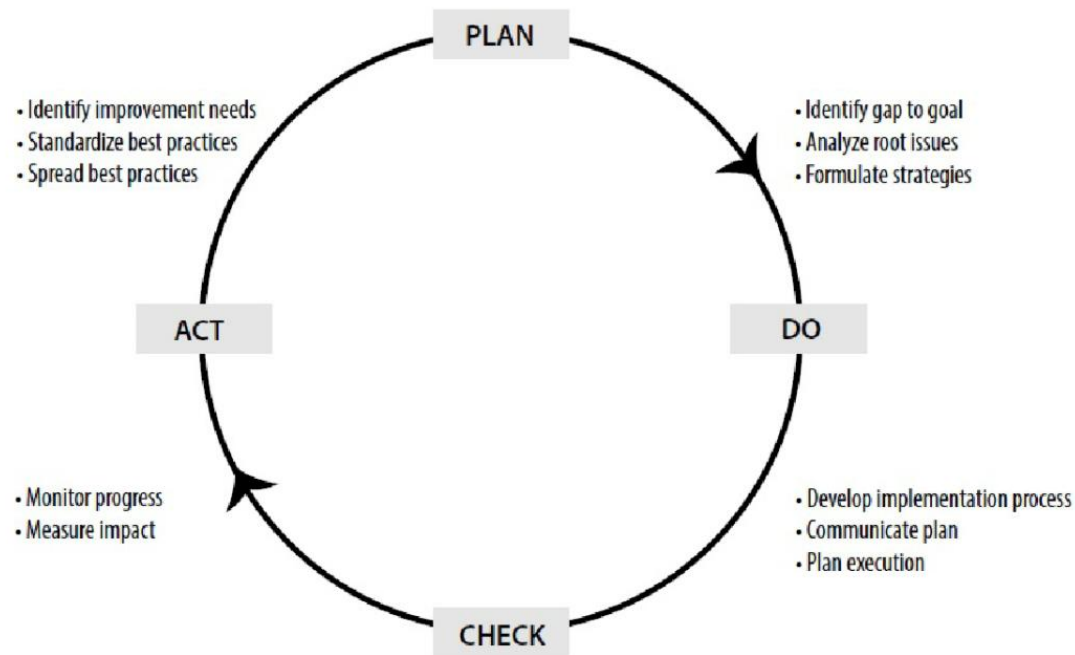 PLAN
• Identify improvement needs
• Standardize best practices
• Spread best practices
• Identify gap to goal
• Analyze root issues
• Formulate strategies
ACT
DO
• Monitor progress
• Measure impact
• Develop implementation process
• Communicate plan
• Plan execution
CHECK